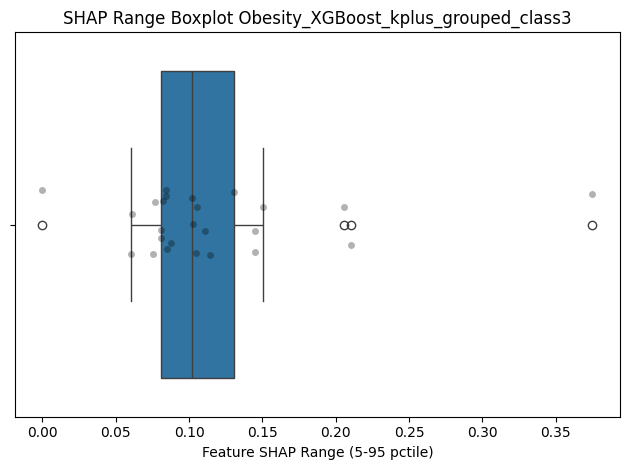 SHAP Range Boxplot Obesity_XGBoost_kplus_grouped_class3
0.00 0.05 0.10 0.15 0.20 0.25 0.30 0.35
Feature SHAP Range (5-95 pctile)